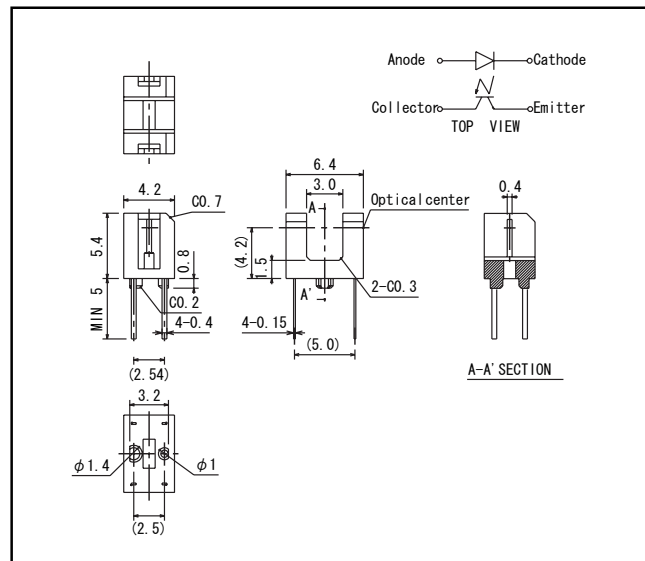 Anode Cathode
Collector Emitter
TOP VIEW
6.4
4.2 3.0 0.4
C0.7 A Optical center
5.4 0.8 (4.2) 1.5
MIN 5 C0.2 A' 2-C0.3
4-0.4 4-0.15
(2.54) (5.0)
A-A' SECTION
3.2
φ1.4 φ1
(2.5)